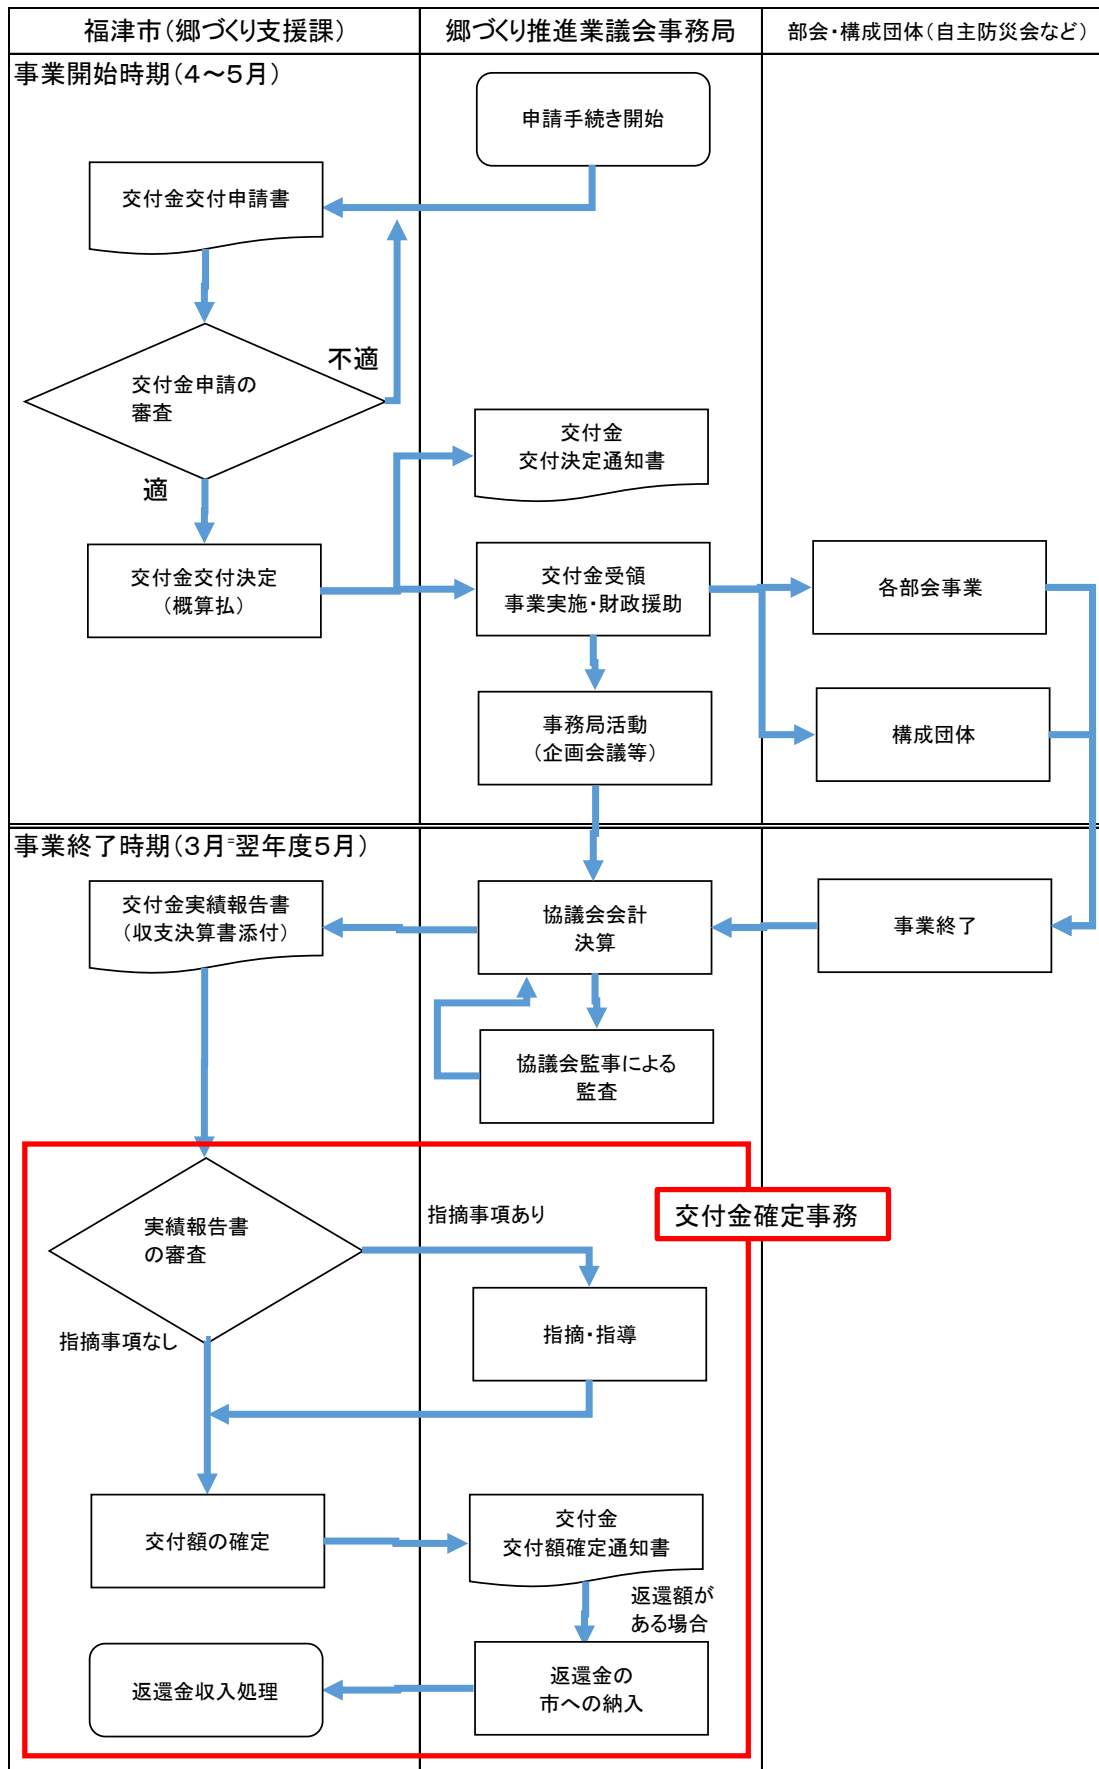 福津市（郷づくり支援課）
郷づくり推進業議会事務局
部会・構成団体（自主防災会など）
事業開始時期（４～５月）
申請手続き開始
交付金交付申請書
不適
交付金申請の
審査
適
交付金
交付決定通知書
交付金交付決定
（概算払）
交付金受領
事業実施・財政援助
各部会事業
事務局活動
（企画会議等）
構成団体
事業終了時期（３月＝翌年度５月）
交付金実績報告書
（収支決算書添付）
協議会会計
決算
事業終了
協議会監事による
監査
交付金確定事務
指摘事項あり
実績報告書
の審査
指摘事項なし
指摘・指導
交付額の確定
交付金
交付額確定通知書
返還額が
ある場合
返還金収入処理
返還金の
市への納入